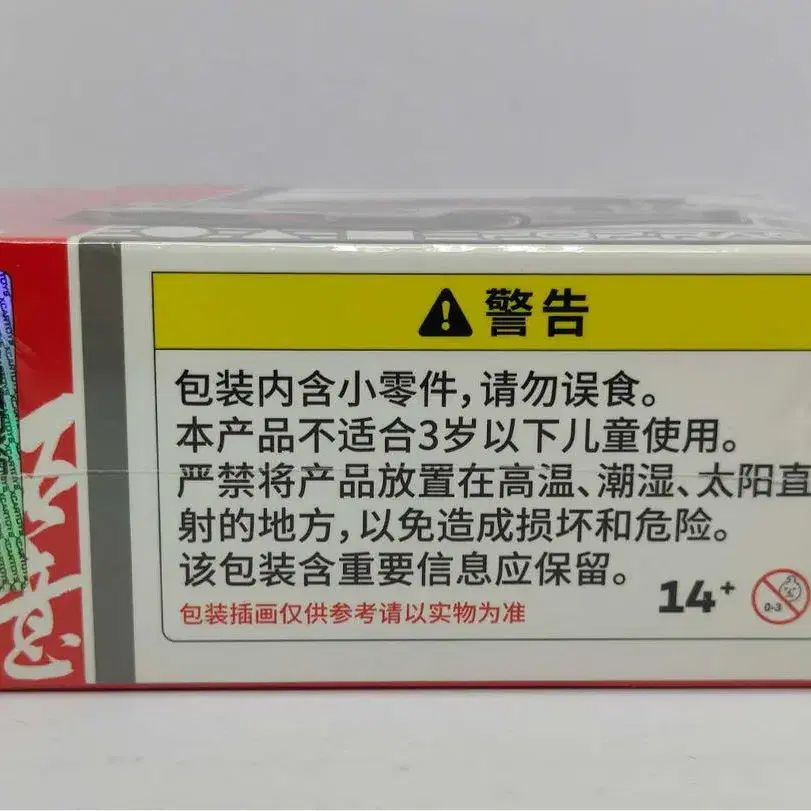 警告
包装内含小零件，请勿误食。
本产品不适合3岁以下儿童使用。
严禁将产品放置在高温、潮湿、太阳直
射的地方，以免造成损坏和危险。
该包装含重要信息应保留。
14+
0-3
包装插画仅供参考请以实物为准